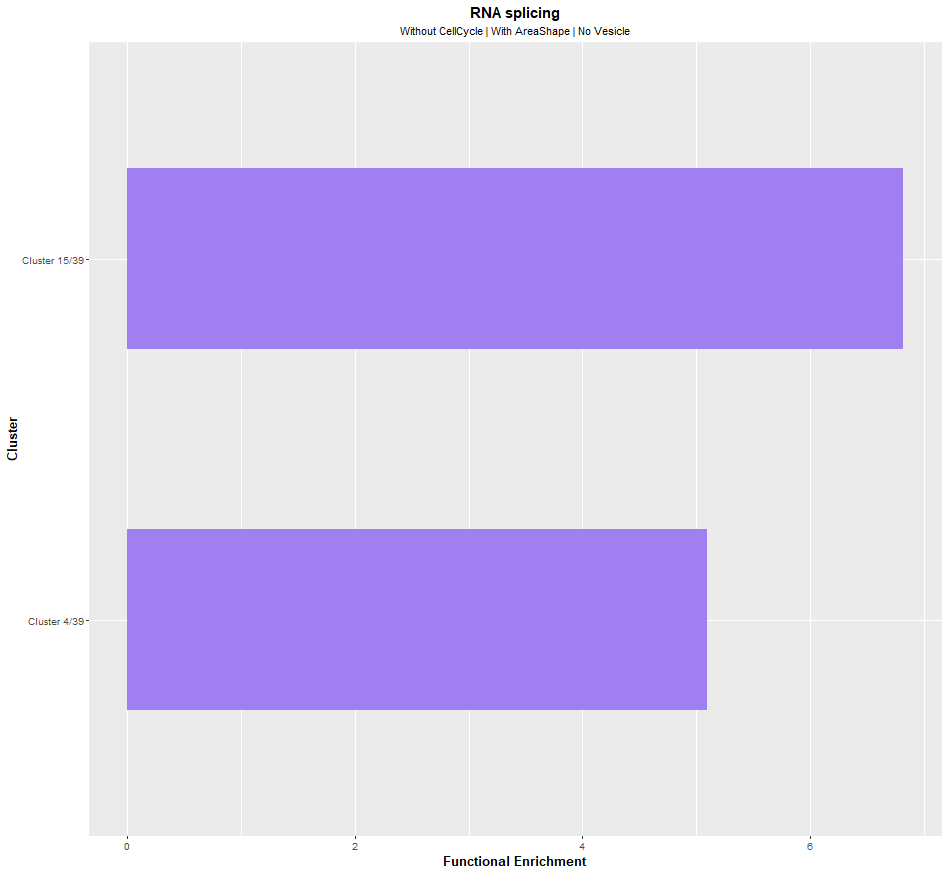 RNA splicing
Without CellCycle | With AreaShape | No Vesicle
Cluster
Cluster 15/39
Cluster 4/39
0 2 4 6
Functional Enrichment